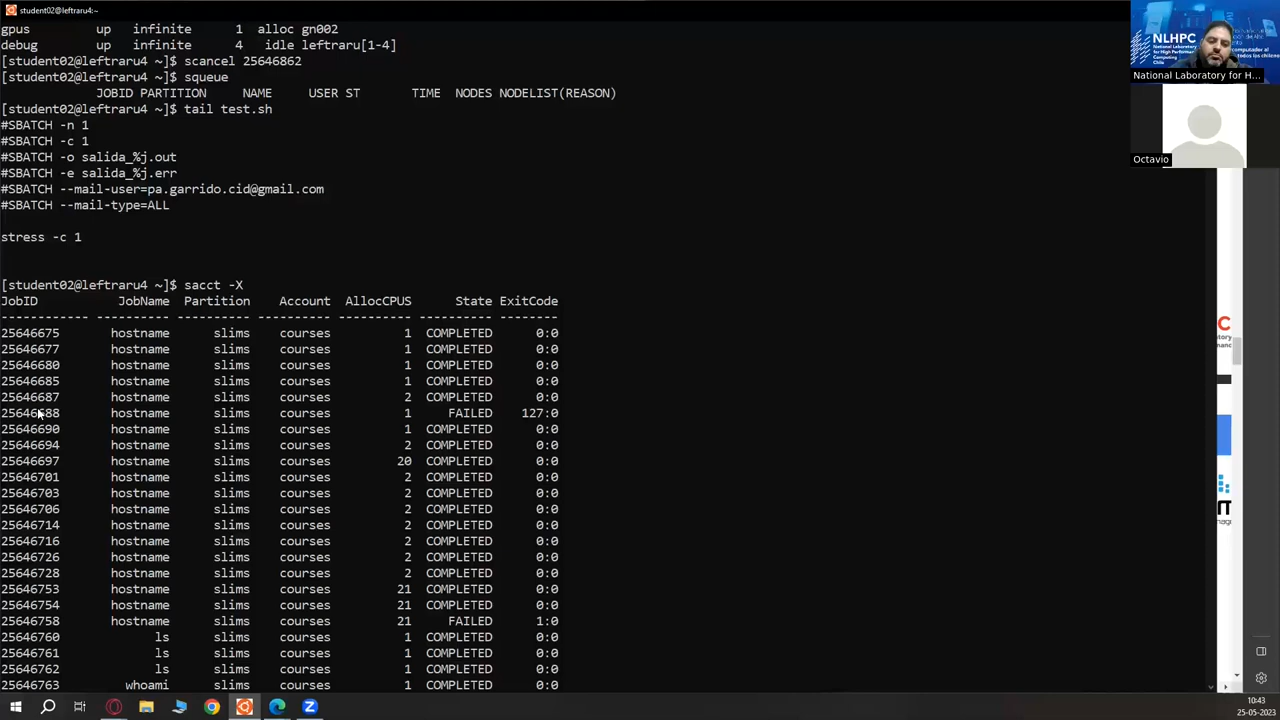 student02@leftraru4:~
gpus up infinite 1 alloc gn002
debug up infinite 4 idle leftraru[1-4]
[student02@leftraru4 ~]$ scancel 25646862
[student02@leftraru4 ~]$ squeue
JOBID PARTITION NAME USER ST TIME NODES NODELIST(REASON)
[student02@leftraru4 ~]$ tail test.sh
#SBATCH -n 1
#SBATCH -c 1
#SBATCH -o salida_%j.out
#SBATCH -e salida_%j.err
#SBATCH --mail-user=pa.garrido.cid@gmail.com
#SBATCH --mail-type=ALL
stress -c 1
[student02@leftraru4 ~]$ sacct -X
JobID JobName Partition Account AllocCPUS State ExitCode
------------ ---------- ---------- ---------- ---------- ---------- --------
25646675 hostname slims courses 1 COMPLETED 0:0
25646677 hostname slims courses 1 COMPLETED 0:0
25646680 hostname slims courses 1 COMPLETED 0:0
25646685 hostname slims courses 1 COMPLETED 0:0
25646687 hostname slims courses 2 COMPLETED 0:0
25646688 hostname slims courses 1 FAILED 127:0
25646690 hostname slims courses 1 COMPLETED 0:0
25646694 hostname slims courses 2 COMPLETED 0:0
25646697 hostname slims courses 20 COMPLETED 0:0
25646701 hostname slims courses 2 COMPLETED 0:0
25646703 hostname slims courses 2 COMPLETED 0:0
25646706 hostname slims courses 2 COMPLETED 0:0
25646714 hostname slims courses 2 COMPLETED 0:0
25646716 hostname slims courses 2 COMPLETED 0:0
25646726 hostname slims courses 2 COMPLETED 0:0
25646728 hostname slims courses 2 COMPLETED 0:0
25646753 hostname slims courses 21 COMPLETED 0:0
25646754 hostname slims courses 21 COMPLETED 0:0
25646758 hostname slims courses 21 FAILED 1:0
25646760 ls slims courses 1 COMPLETED 0:0
25646761 ls slims courses 1 COMPLETED 0:0
25646762 ls slims courses 1 COMPLETED 0:0
25646763 whoami slims courses 1 COMPLETED 0:0
NLHPC
National Laboratory
for High Performance
Computing
Chile
National Laboratory for H...
Octavio
10:43
25-05-2023